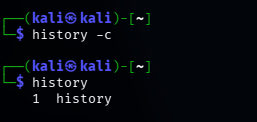 ┌──(kali㉿kali)-[~]
└─$ history -c
┌──(kali㉿kali)-[~]
└─$ history
1 history